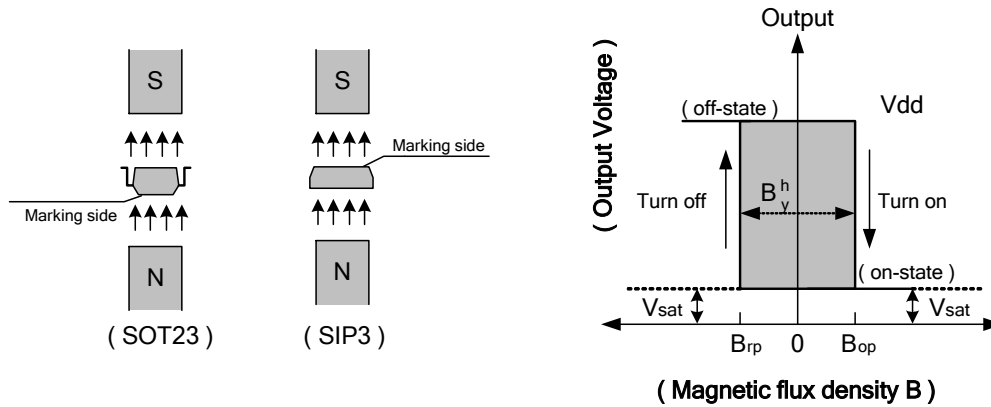 S
N
Marking side
( SOT23 )
S
N
Marking side
( SIP3 )
Output
( Output Voltage )
( off-state )
Vdd
Turn off
Bhy
Turn on
( on-state )
Vsat
Vsat
Brp
0
Bop
( Magnetic flux density B )